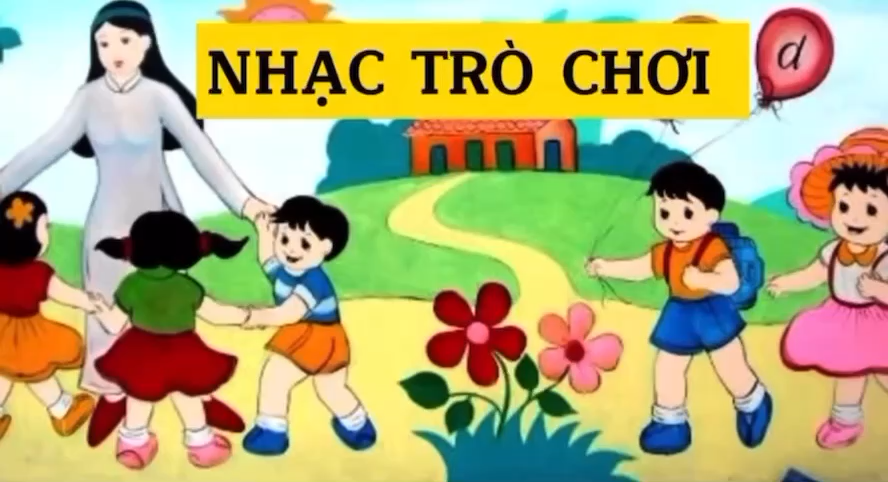 NHẠC TRÒ CHƠI
d